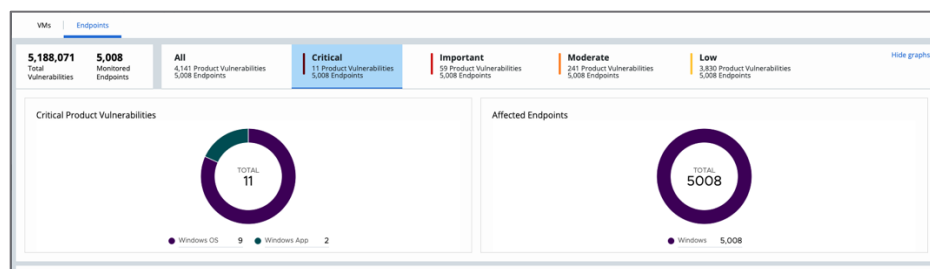 VMs Endpoints
5,188,071 5,008
Total Vulnerabilities Monitored Endpoints
All
4,141 Product Vulnerabilities
5,008 Endpoints
Critical
11 Product Vulnerabilities
5,008 Endpoints
Important
59 Product Vulnerabilities
5,008 Endpoints
Moderate
241 Product Vulnerabilities
5,008 Endpoints
Low
3,830 Product Vulnerabilities
5,008 Endpoints
Hide graphs
Critical Product Vulnerabilities
TOTAL
11
Windows OS 9 Windows App 2
Affected Endpoints
TOTAL
5008
Windows 5,008